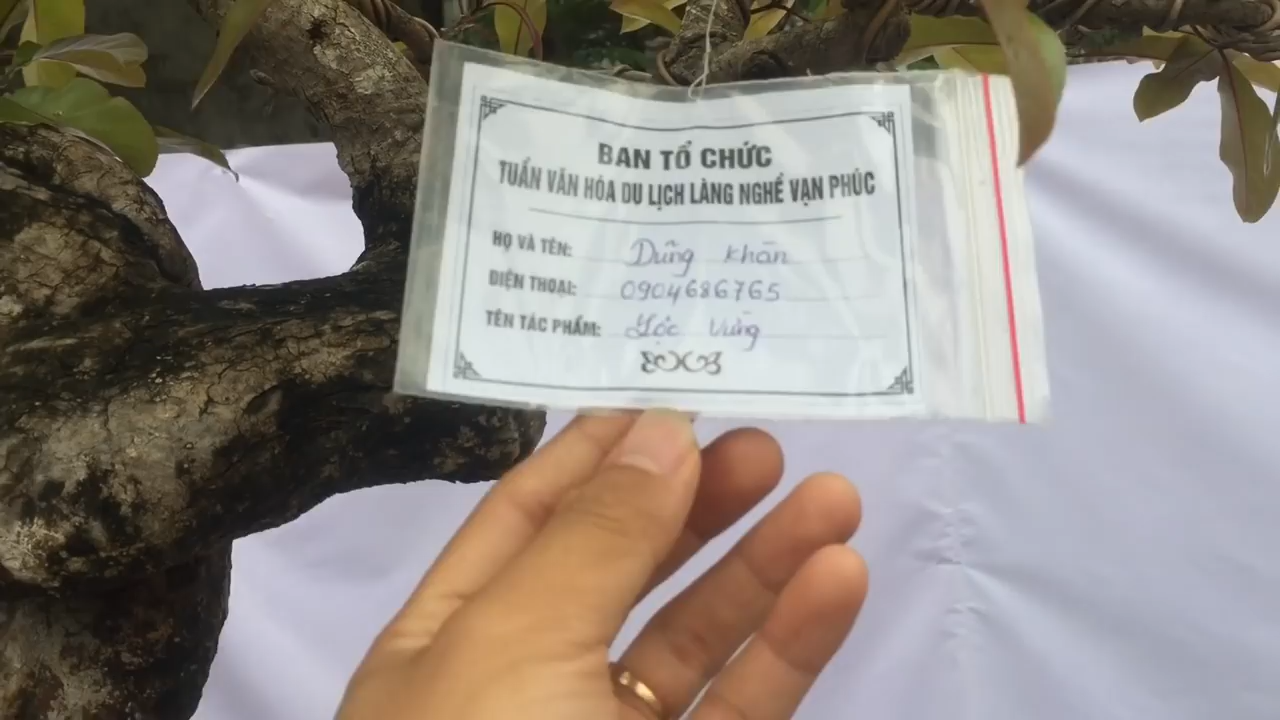 BAN TỔ CHỨC
TUẦN VĂN HÓA DU LỊCH LÀNG NGHỀ VẠN PHÚC
HỌ VÀ TÊN: Dũng Khán
ĐIỆN THOẠI: 0904686765
TÊN TÁC PHẨM: Lộc Vừng